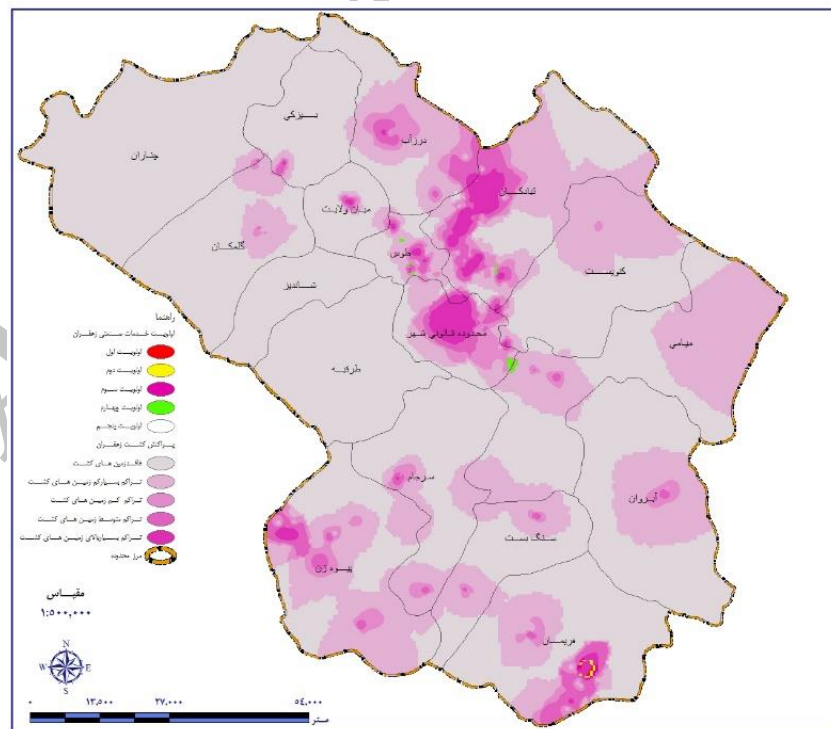 بیزکی
درزآب
چناران
تبادکان
میان ولایت
گلمکان
طوس
شاندیز
کنویست
محدوده قانونی شهر
میامی
طرقبه
سرجام
آبروان
سنگ بست
پیوه ژن
فریمان
راهنما
اولویت خدمات سنتی زعفران
اولویت اول
اولویت دوم
اولویت سوم
اولویت چهارم
اولویت پنجم
پراکنش کشت زعفران
فاقد زمین های کشت
تراکم بسیار کم زمین های کشت
تراکم کم زمین های کشت
تراکم متوسط زمین های کشت
تراکم بسیار بالای زمین های کشت
مرز محدوده
مقیاس
۱:۵۰۰,۰۰۰
N
W E
S
۰ ۱۳,۵۰۰ ۲۷,۰۰۰ ۵۴,۰۰۰
متر